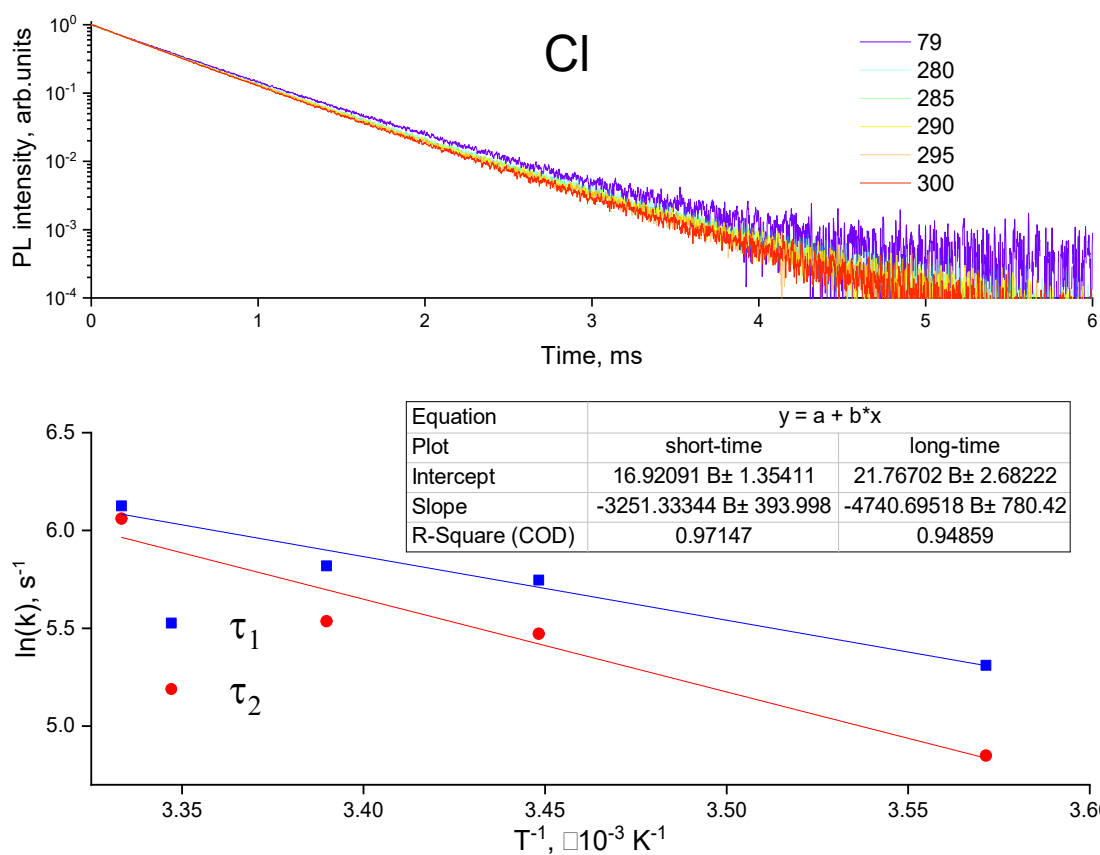 Cl
PL intensity, arb.units
10⁰
10⁻¹
10⁻²
10⁻³
10⁻⁴
79
280
285
290
295
300
0 1 2 3 4 5 6
Time, ms
Equation y = a + b*x
Plot short-time long-time
Intercept 16.92091 В± 1.35411 21.76702 В± 2.68222
Slope -3251.33344 В± 393.998 -4740.69518 В± 780.42
R-Square (COD) 0.97147 0.94859
ln(k), s⁻¹
6.5
6.0
5.5
5.0
τ₁
τ₂
3.35 3.40 3.45 3.50 3.55 3.60
T⁻¹, □10⁻³ K⁻¹